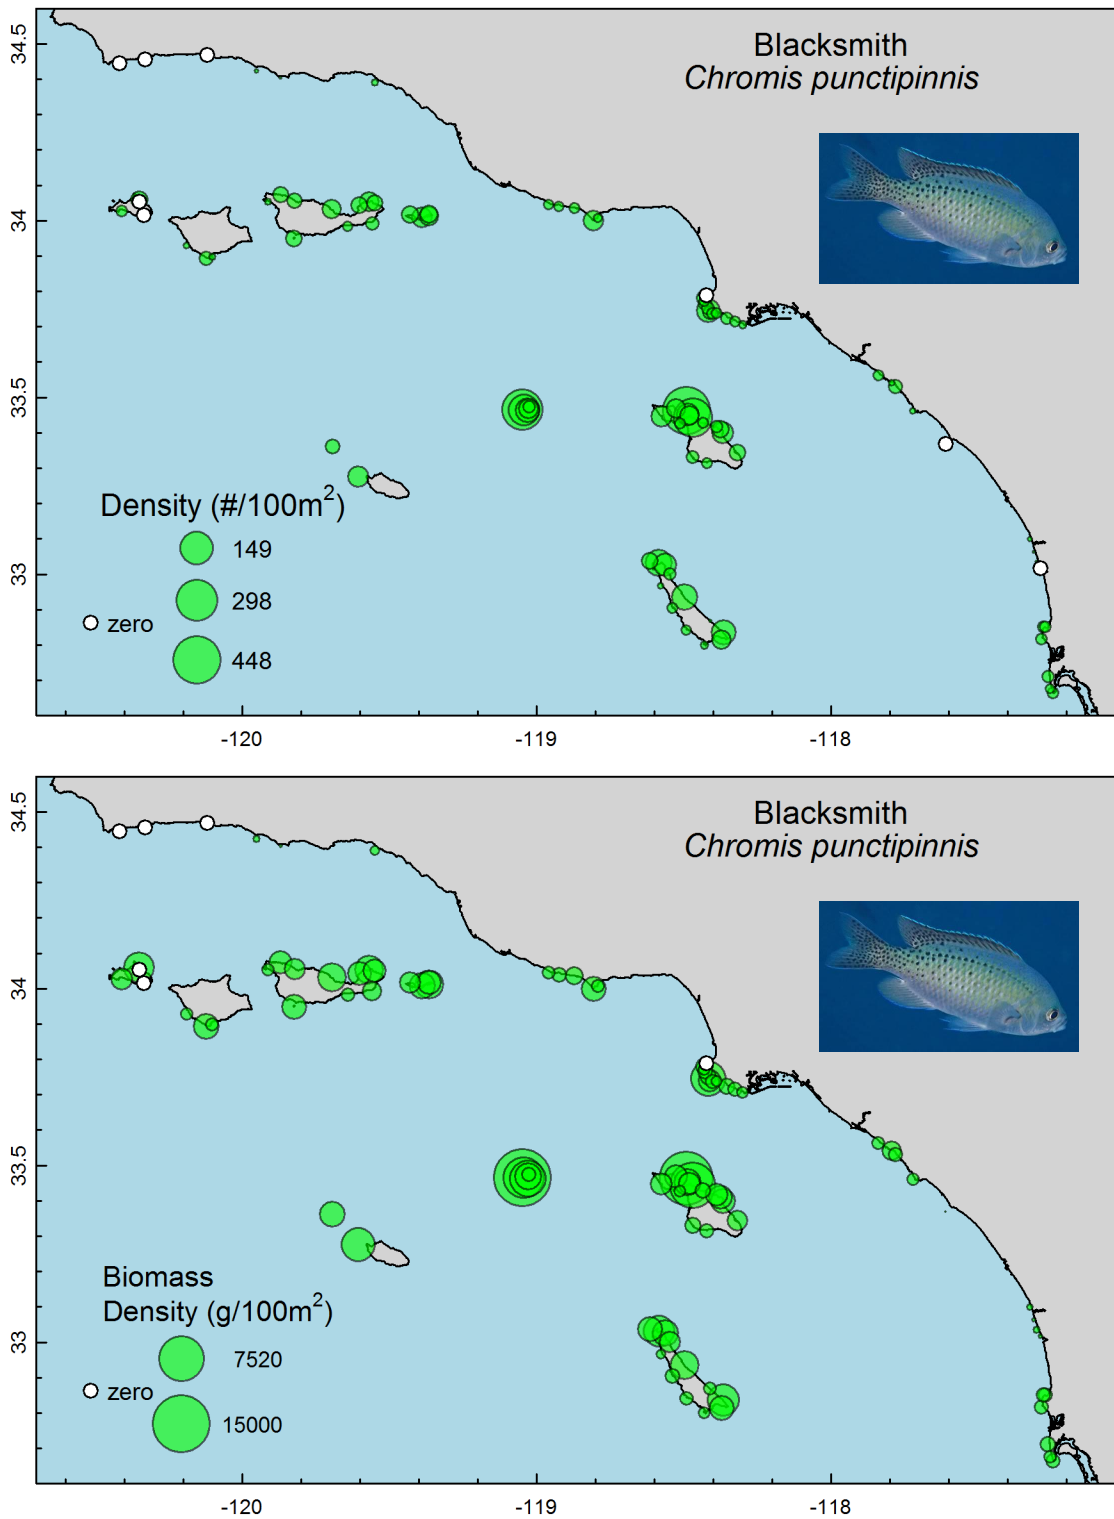 Blacksmith
Chromis punctipinnis
34.5
34
33.5
33
Density (#/100m²)
149
298
zero
448
-120
-119
-118
Blacksmith
Chromis punctipinnis
34.5
34
33.5
33
Biomass
Density (g/100m²)
7520
zero
15000
-120
-119
-118